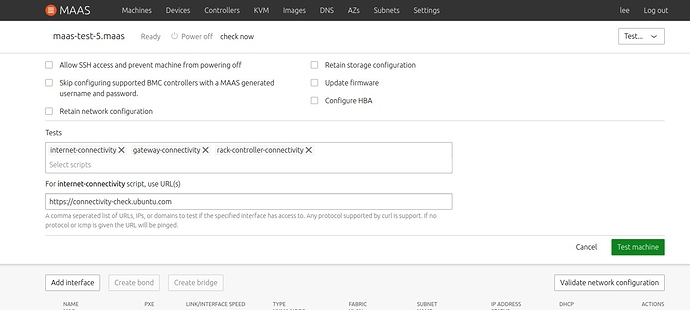 MAAS Machines Devices Controllers KVM Images DNS AZs Subnets Settings lee Log out
maas-test-5.maas Ready Power off check now Test...
Allow SSH access and prevent machine from powering off
Skip configuring supported BMC controllers with a MAAS generated
username and password.
Retain network configuration
Retain storage configuration
Update firmware
Configure HBA
Tests
internet-connectivity gateway-connectivity rack-controller-connectivity
Select scripts
For internet-connectivity script, use URL(s)
https://connectivity-check.ubuntu.com
A comma seperated list of URLs, IPs, or domains to test if the specified interface has access to. Any protocol supported by curl is support. If no
protocol or icmp is given the URL will be pinged.
Cancel Test machine
Add interface Create bond Create bridge Validate network configuration
NAME PXE LINK/INTERFACE SPEED TYPE FABRIC SUBNET IP ADDRESS DHCP ACTIONS